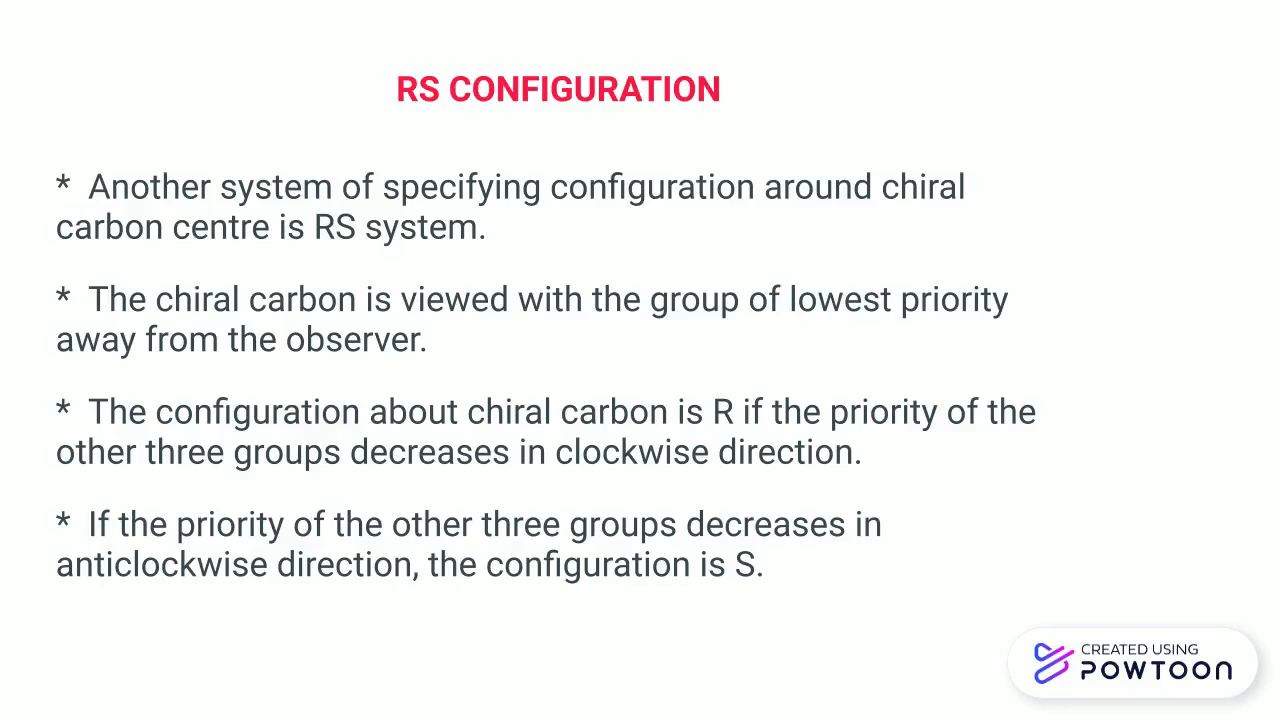 RS CONFIGURATION
* Another system of specifying configuration around chiral
carbon centre is RS system.
* The chiral carbon is viewed with the group of lowest priority
away from the observer.
* The configuration about chiral carbon is R if the priority of the
other three groups decreases in clockwise direction.
* If the priority of the other three groups decreases in
anticlockwise direction, the configuration is S.
CREATED USING
POWTOON